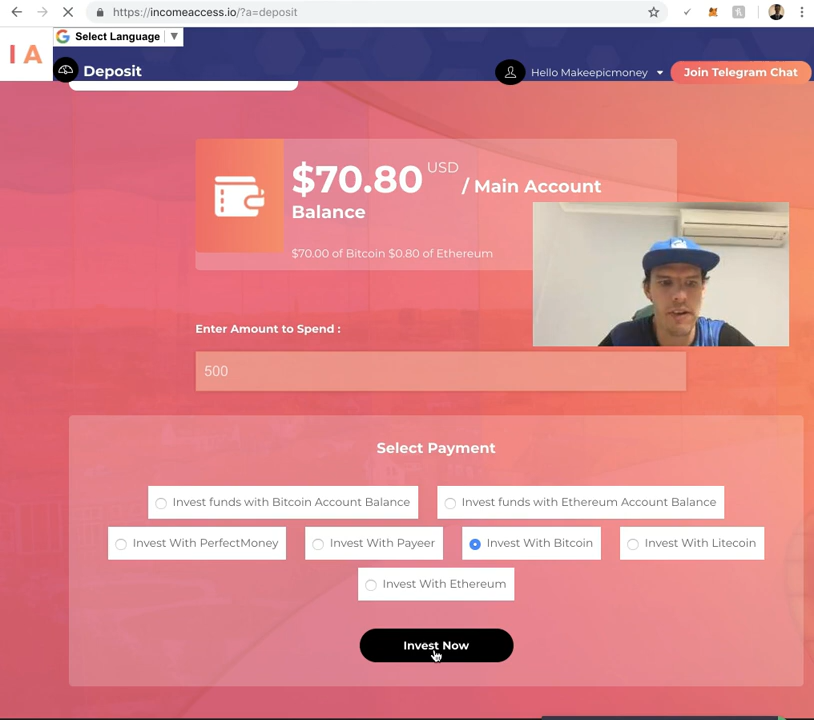 https://incomeaccess.io/?a=deposit
G Select Language ▼
IA
Deposit
Hello Makeepicmoney
Join Telegram Chat
$70.80 USD / Main Account
Balance
$70.00 of Bitcoin $0.80 of Ethereum
Enter Amount to Spend :
500
Select Payment
Invest funds with Bitcoin Account Balance
Invest funds with Ethereum Account Balance
Invest With PerfectMoney
Invest With Payeer
Invest With Bitcoin
Invest With Litecoin
Invest With Ethereum
Invest Now